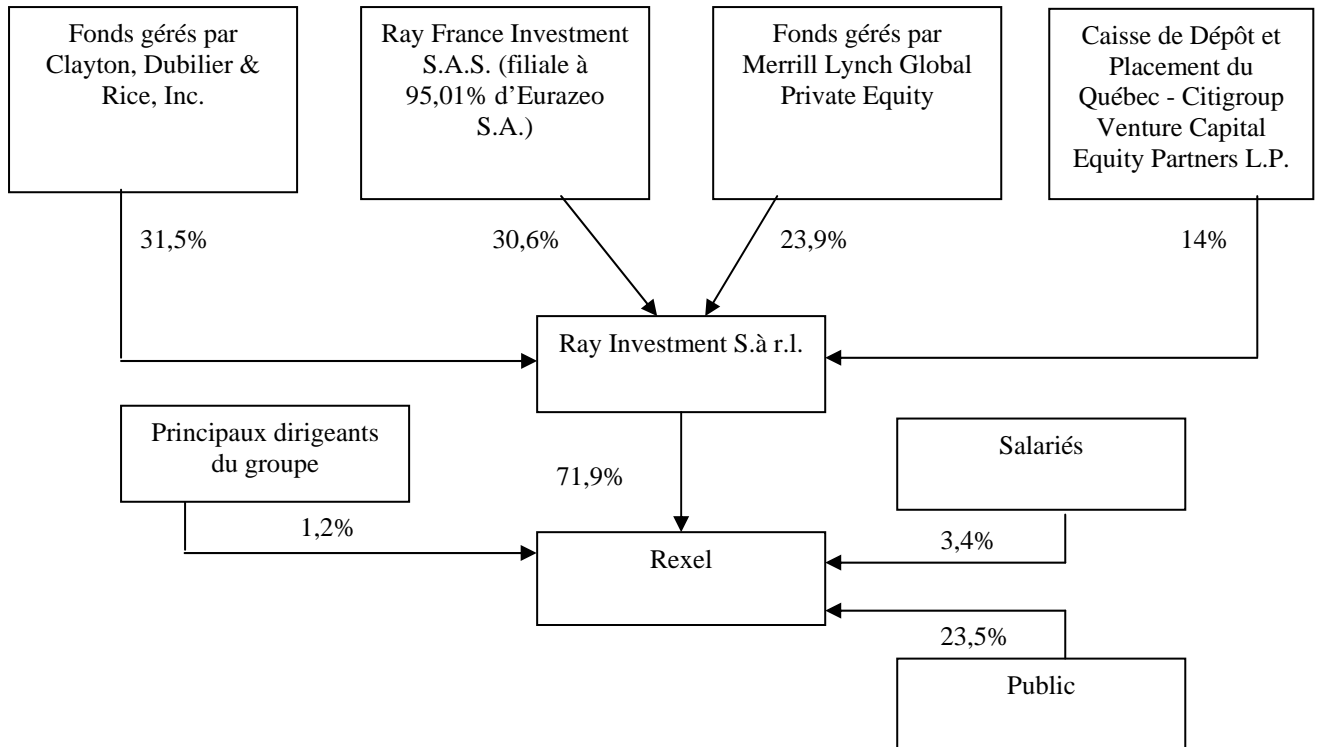 Fonds gérés par
Clayton, Dubilier &
Rice, Inc.
Ray France Investment
S.A.S. (filiale à
95,01% d’Eurazeo
S.A.)
Fonds gérés par
Merrill Lynch Global
Private Equity
Caisse de Dépôt et
Placement du
Québec - Citigroup
Venture Capital
Equity Partners L.P.
31,5%
30,6%
23,9%
14%
Ray Investment S.à r.l.
Principaux dirigeants
du groupe
71,9%
Salariés
1,2%
Rexel
3,4%
23,5%
Public